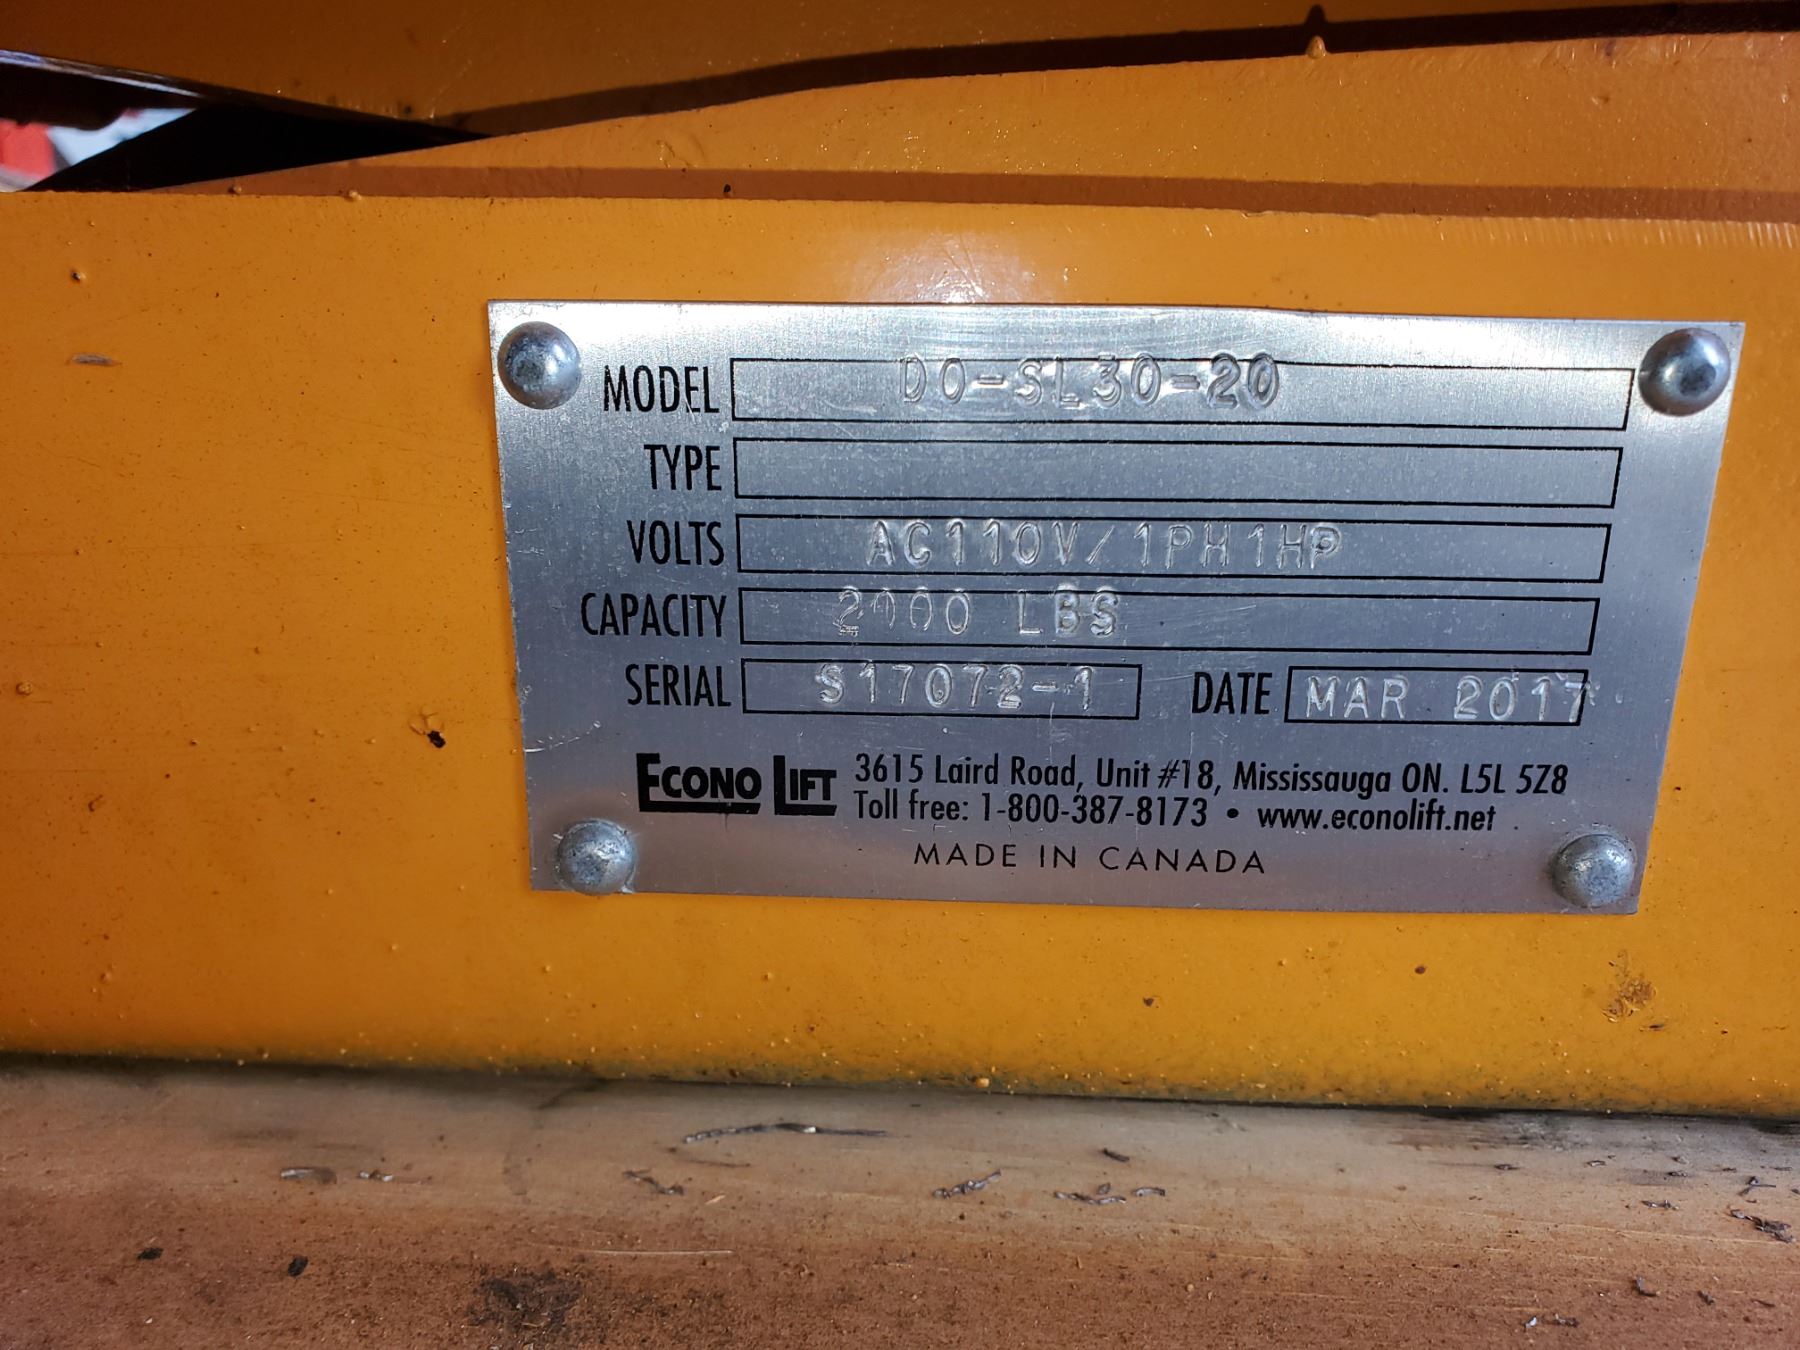 MODEL DO-SL30-20
TYPE
VOLTS AC110V/1PH1HP
CAPACITY 2000 LBS
SERIAL S17072-1 DATE MAR 2017
ECONO LIFT 3615 Laird Road, Unit #18, Mississauga ON. L5L 5Z8
Toll free: 1-800-387-8173 • www.econolift.net
MADE IN CANADA